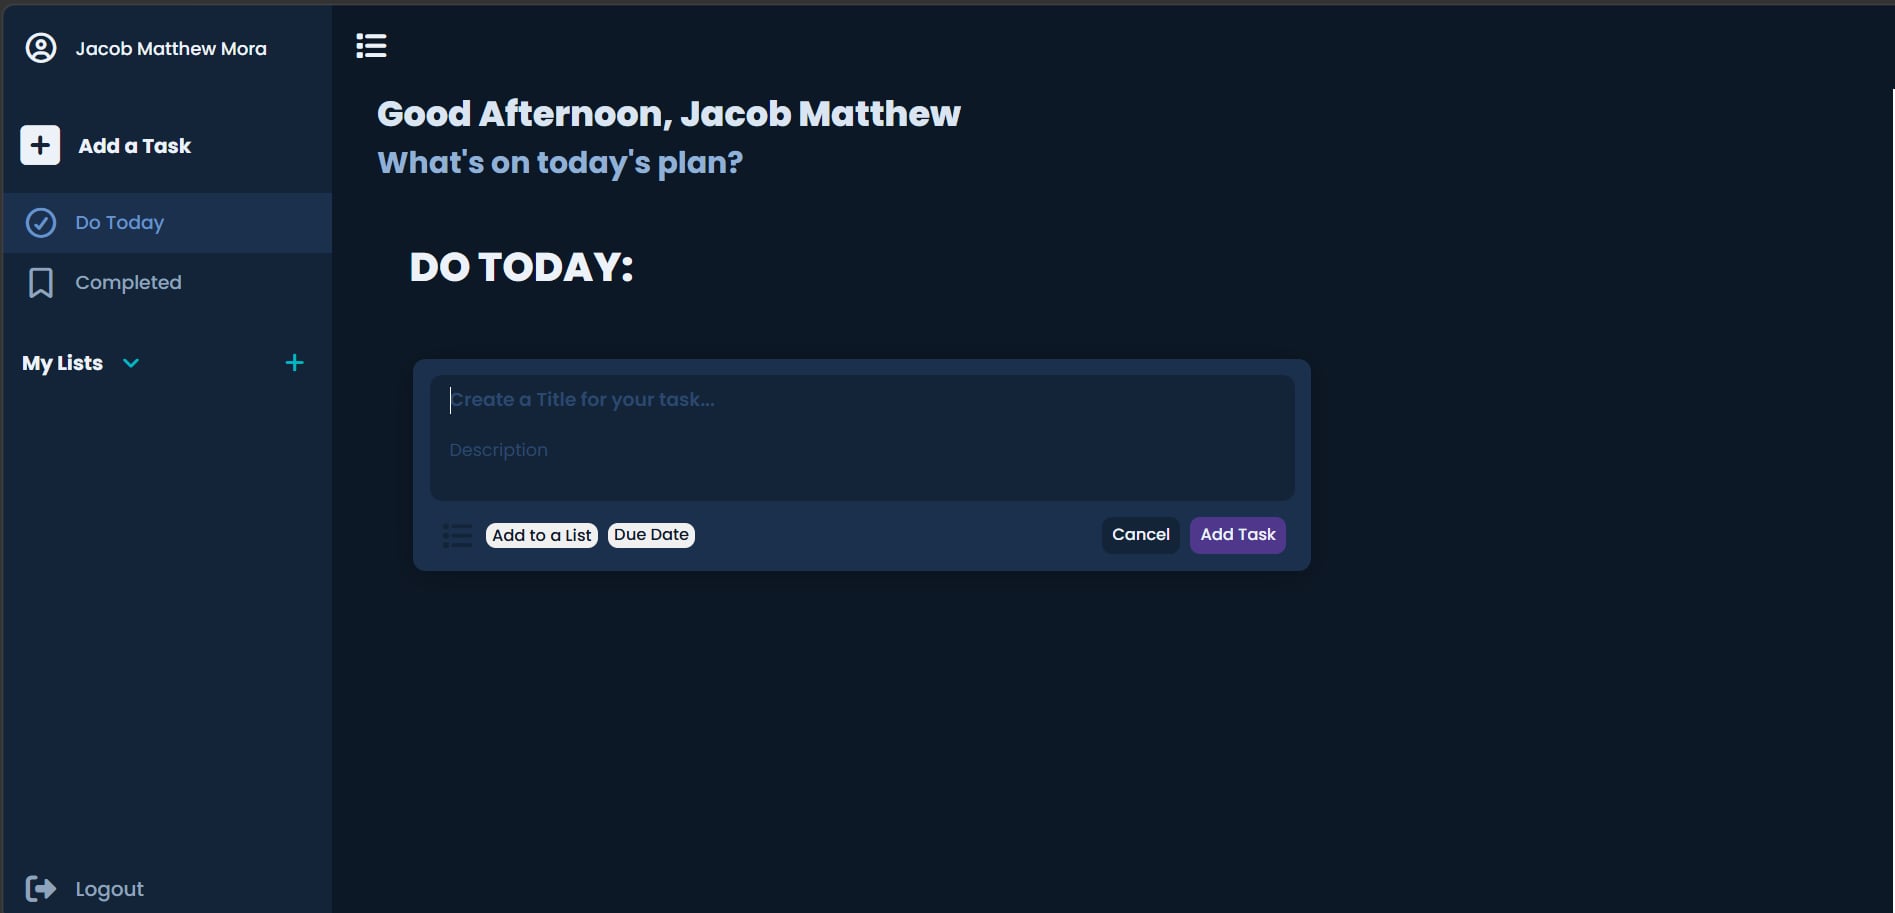 Jacob Matthew Mora
Add a Task
Do Today
Completed
My Lists
Logout
Good Afternoon, Jacob Matthew
What's on today's plan?
DO TODAY:
Create a Title for your task...
Description
Add to a List
Due Date
Cancel
Add Task